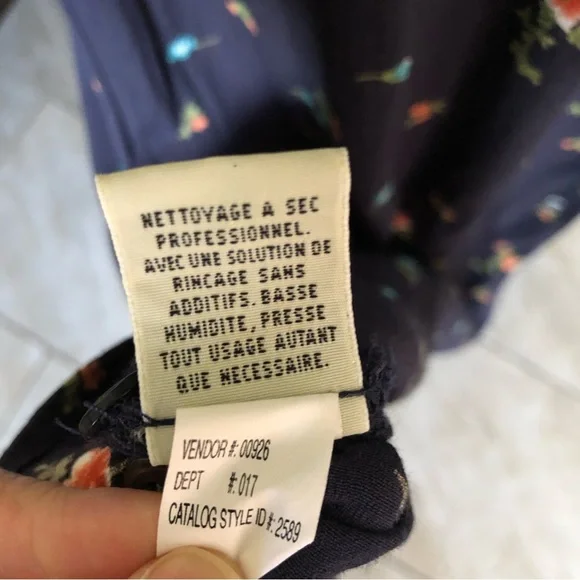 NETTOYAGE A SEC
PROFESSIONNEL.
AVEC UNE SOLUTION DE
RINCAGE SANS
ADDITIFS. BASSE
HUMIDITE, PRESSE
TOUT USAGE AUTANT
QUE NECESSAIRE.
VENDOR #: 00926
DEPT #: 017
CATALOG STYLE ID #: 2589